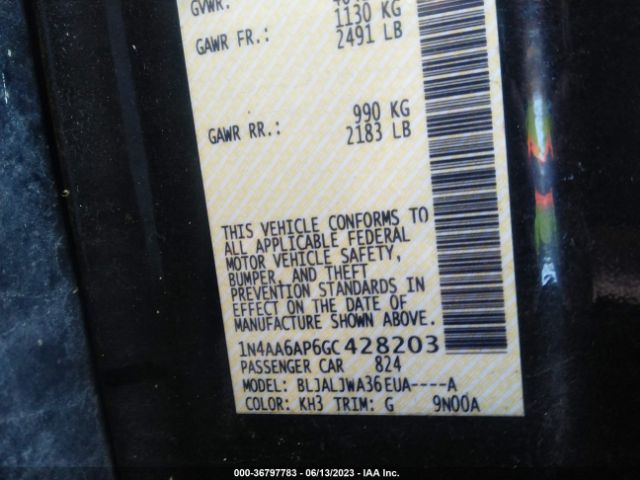 GVWR:
1130 KG
GAWR FR.: 2491 LB
990 KG
GAWR RR.: 2183 LB
THIS VEHICLE CONFORMS TO
ALL APPLICABLE FEDERAL
MOTOR VEHICLE SAFETY,
BUMPER, AND THEFT
PREVENTION STANDARDS IN
EFFECT ON THE DATE OF
MANUFACTURE SHOWN ABOVE.
1N4AA6AP6GC428203
PASSENGER CAR 824
MODEL: BLJALJWA36EUA----A
COLOR: KH3 TRIM: G 9N00A
000-36797783 - 06/13/2023 - IAA Inc.